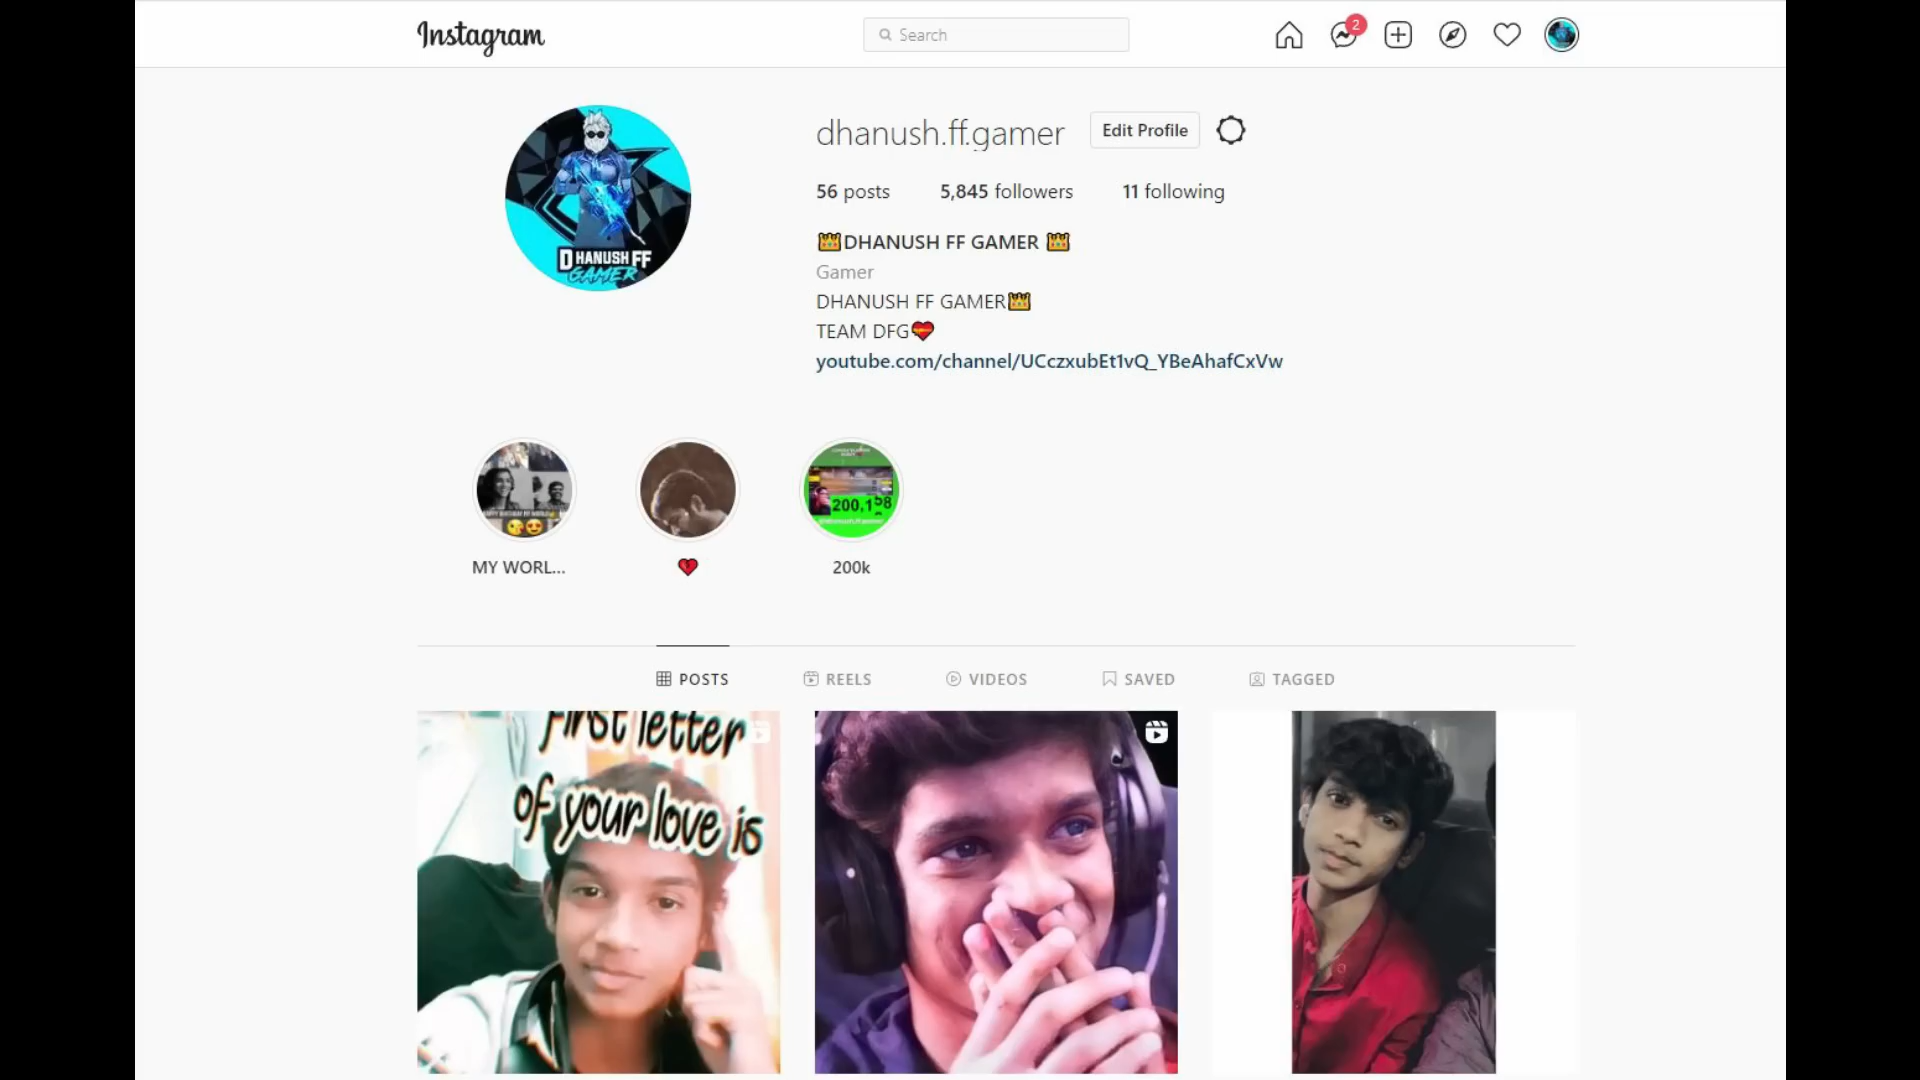 Instagram
Search
2
dhanush.ff.gamer
Edit Profile
56 posts
5,845 followers
11 following
👑DHANUSH FF GAMER 👑
Gamer
DHANUSH FF GAMER👑
TEAM DFG❤️
youtube.com/channel/UCczxubEt1vQ_YBeAhafCxVw
DHANUSH FF
GAMER
MY WORL...
200k
POSTS
REELS
VIDEOS
SAVED
TAGGED
First letter
of your love is